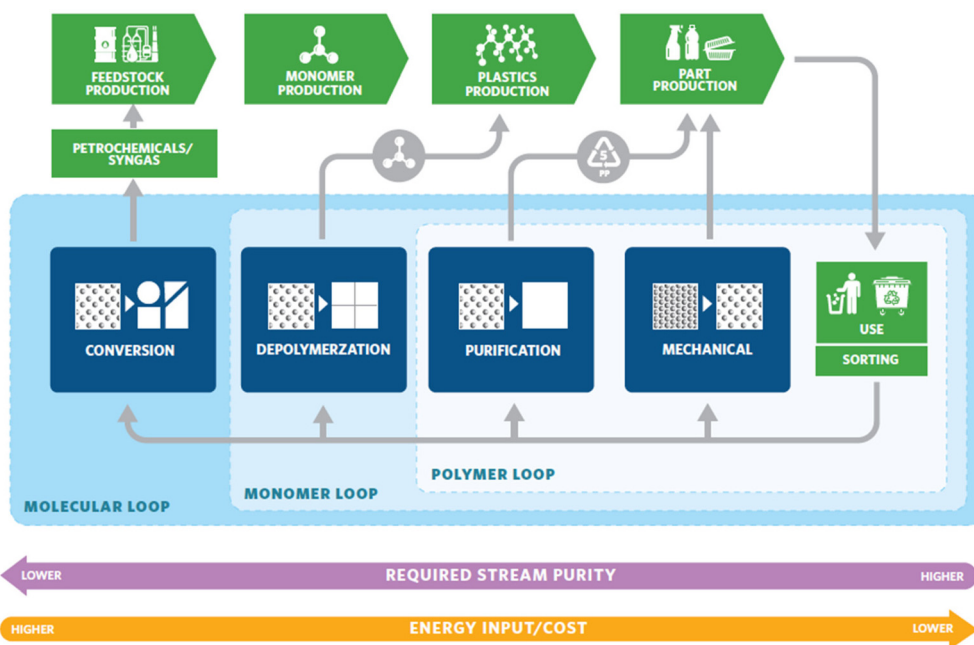 FEEDSTOCK
PRODUCTION
MONOMER
PRODUCTION
PLASTICS
PRODUCTION
PART
PRODUCTION
PETROCHEMICALS/
SYNGAS
5
PP
CONVERSION
DEPOLYMERZATION
PURIFICATION
MECHANICAL
USE
SORTING
POLYMER LOOP
MONOMER LOOP
MOLECULAR LOOP
LOWER REQUIRED STREAM PURITY HIGHER
HIGHER ENERGY INPUT/COST LOWER